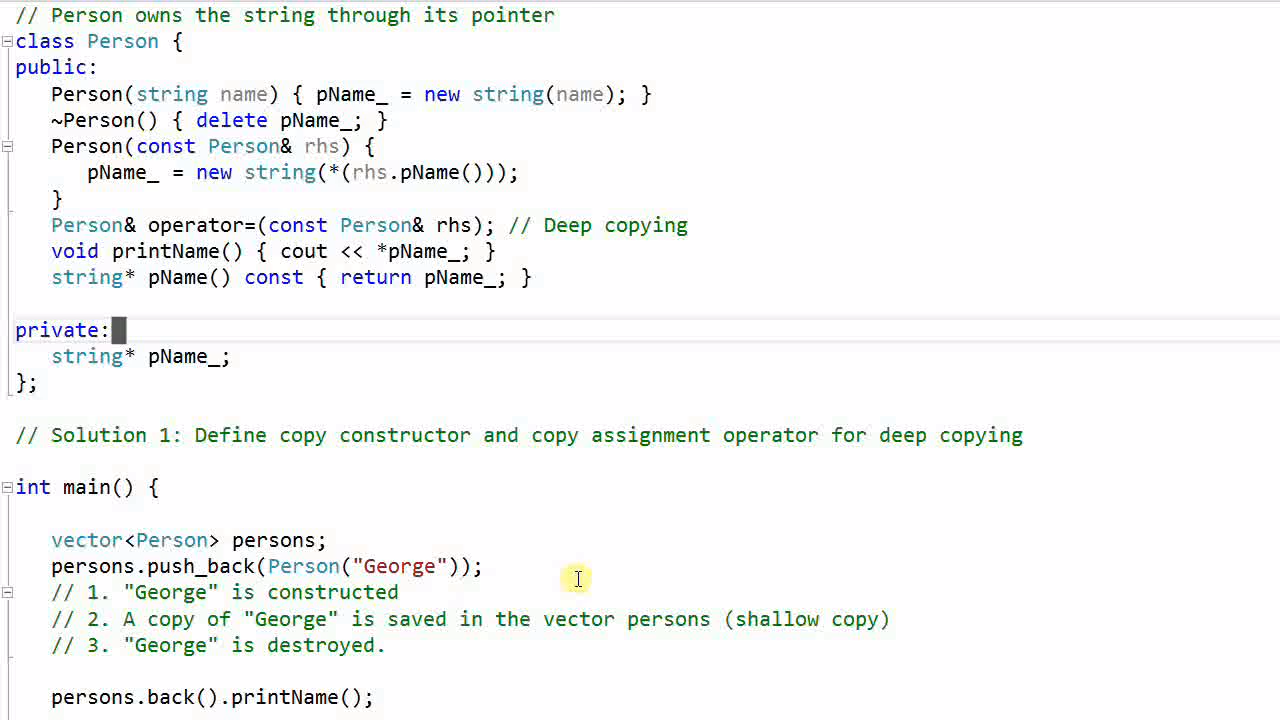 // Person owns the string through its pointer
class Person {
public:
   Person(string name) { pName_ = new string(name); }
   ~Person() { delete pName_; }
   Person(const Person& rhs) {
      pName_ = new string(*(rhs.pName()));
   }
   Person& operator=(const Person& rhs); // Deep copying
   void printName() { cout << *pName_; }
   string* pName() const { return pName_; }
private:
   string* pName_;
};
// Solution 1: Define copy constructor and copy assignment operator for deep copying
int main() {
   vector<Person> persons;
   persons.push_back(Person("George"));
   // 1. "George" is constructed
   // 2. A copy of "George" is saved in the vector persons (shallow copy)
   // 3. "George" is destroyed.
   persons.back().printName();